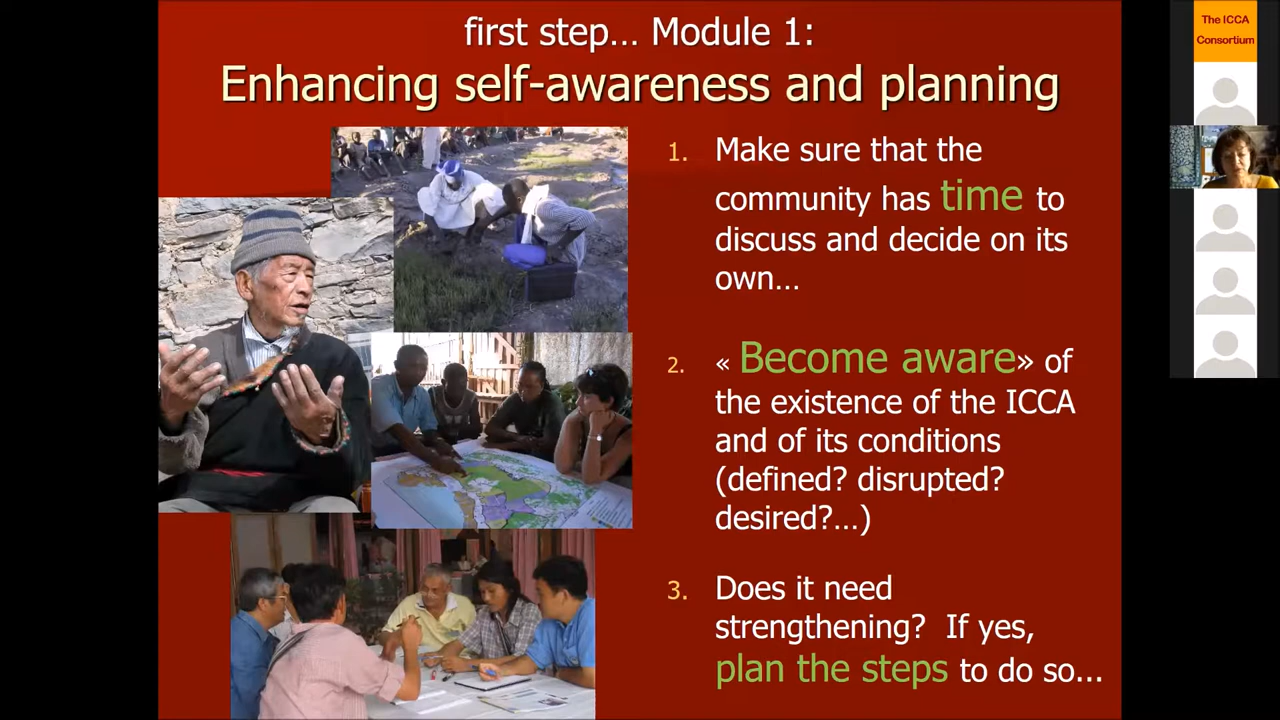 first step... Module 1:
Enhancing self-awareness and planning
1. Make sure that the
community has time to
discuss and decide on its
own...
2. « Become aware» of
the existence of the ICCA
and of its conditions
(defined? disrupted?
desired?...)
3. Does it need
strengthening? If yes,
plan the steps to do so...
The ICCA
Consortium